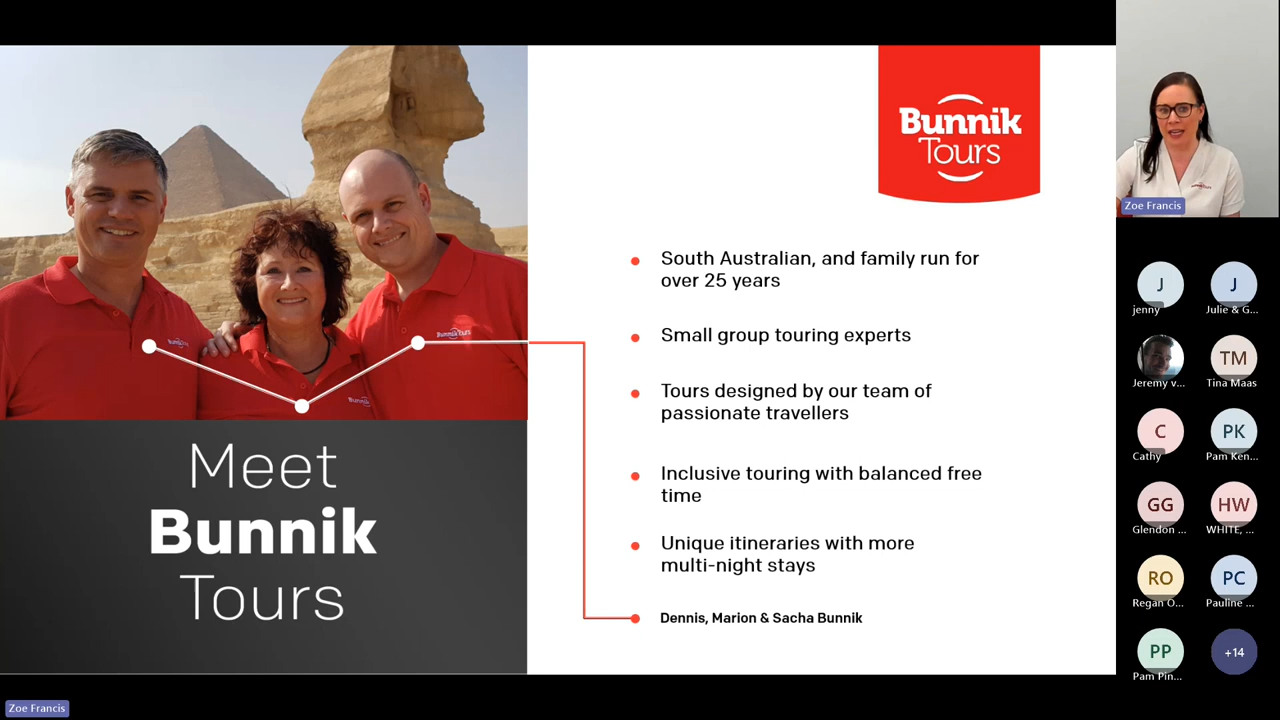 Meet
Bunnik
Tours
Bunnik
Tours
South Australian, and family run for
over 25 years
Small group touring experts
Tours designed by our team of
passionate travellers
Inclusive touring with balanced free
time
Unique itineraries with more
multi-night stays
Dennis, Marion & Sacha Bunnik
Zoe Francis
J
jenny
J
Julie & G...
Jeremy v...
TM
Tina Maas
C
Cathy
PK
Pam Ken...
GG
Glendon ...
HW
WHITE, ...
RO
Regan O...
PC
Pauline ...
PP
Pam Pin...
+14
Zoe Francis